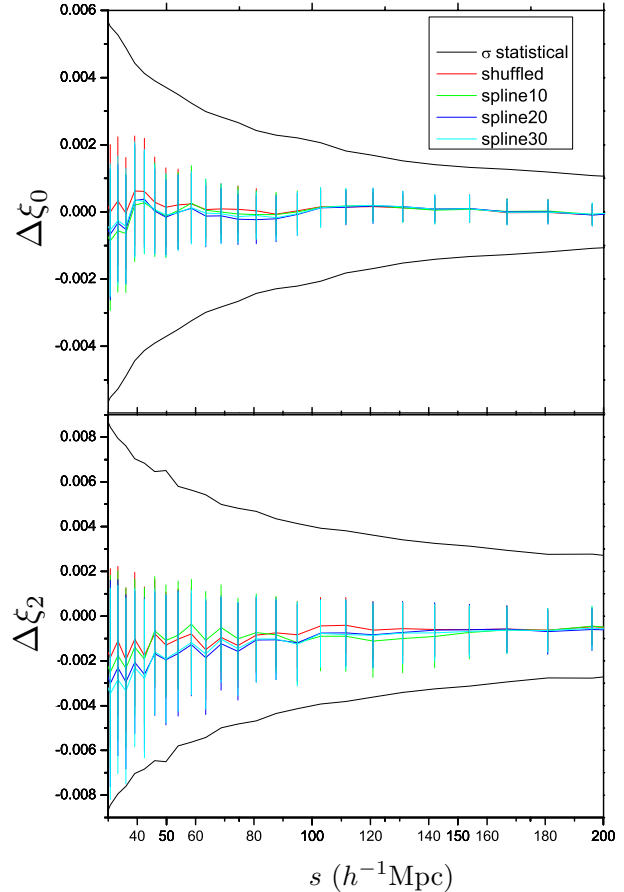 0.006
0.004
0.002
0.000
-0.002
-0.004
Δξ₀
σ statistical
shuffled
spline10
spline20
spline30
0.008
0.006
0.004
0.002
0.000
-0.002
-0.004
-0.006
-0.008
Δξ₂
40 50 60 80 100 120 140 150 160 180 200
s (h⁻¹Mpc)